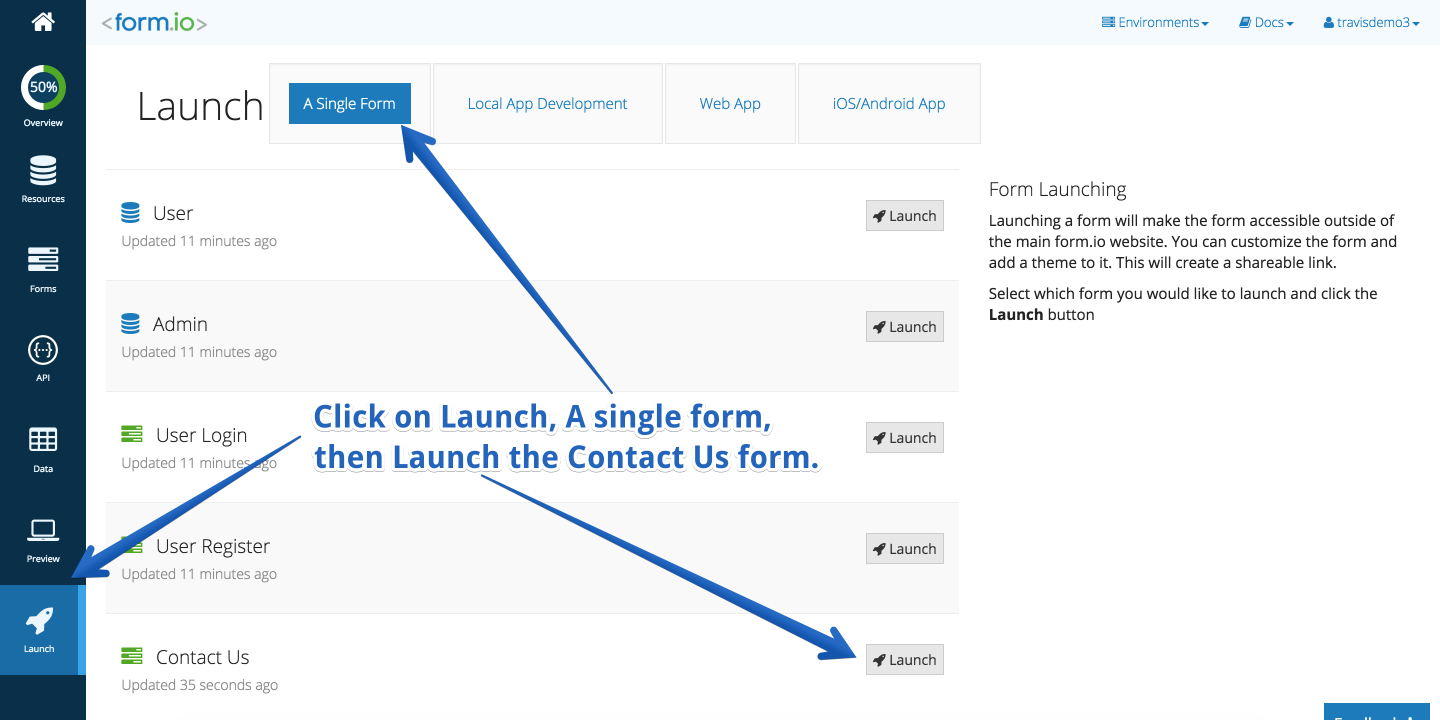 <form.io>
Environments
Docs
travisdemo3
50%
Overview
Resources
Forms
API
Data
Preview
Launch
Launch
A Single Form
Local App Development
Web App
iOS/Android App
User
Updated 11 minutes ago
Launch
Admin
Updated 11 minutes ago
Launch
User Login
Updated 11 minutes ago
Launch
User Register
Updated 11 minutes ago
Launch
Contact Us
Updated 35 seconds ago
Launch
Click on Launch, A single form,
then Launch the Contact Us form.
Form Launching
Launching a form will make the form accessible outside of
the main form.io website. You can customize the form and
add a theme to it. This will create a shareable link.
Select which form you would like to launch and click the
Launch button